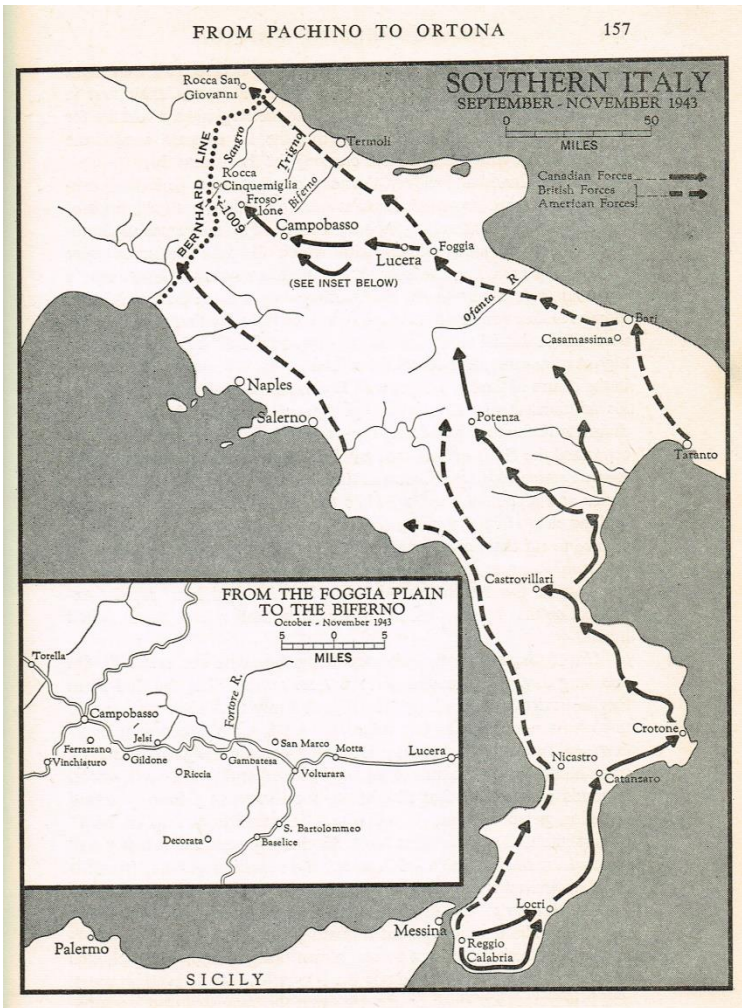 FROM PACHINO TO ORTONA
157
SOUTHERN ITALY
SEPTEMBER - NOVEMBER 1943
0 50
MILES
Canadian Forces
British Forces
American Forces
Rocca San
Giovanni
BERNHARD LINE
Sangro
Trigno
Biferno
Termoli
Rocca
Cinquemiglia
Froso-
lone
Pt. 1009
Campobasso
Lucera
Foggia
(SEE INSET BELOW)
Ofanto R
Bari
Casamassima
Naples
Salerno
Potenza
Taranto
Castrovillari
Crotone
Nicastro
Catanzaro
Locri
Messina
Reggio
Calabria
Palermo
SICILY
FROM THE FOGGIA PLAIN
TO THE BIFERNO
October - November 1943
5 0 5
MILES
Torella
Campobasso
Fortore R.
Ferrazzano
Jelsi
San Marco
Motta
Lucera
Vinchiaturo
Gildone
Gambatesa
Riccia
Volturara
Decorata
S. Bartolommeo
Baselice